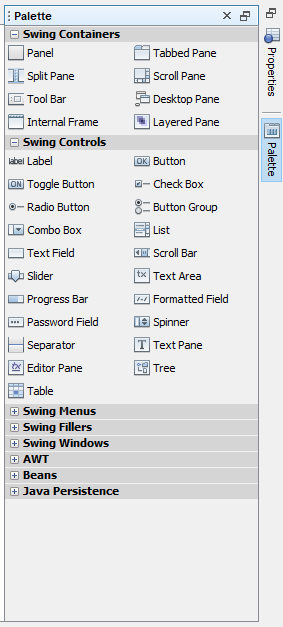 Palette
Swing Containers
Panel Tabbed Pane
Split Pane Scroll Pane
Tool Bar Desktop Pane
Internal Frame Layered Pane
Swing Controls
label Label OK Button
ON Toggle Button Check Box
Radio Button Button Group
Combo Box List
Text Field Scroll Bar
Slider tx Text Area
Progress Bar Formatted Field
Password Field Spinner
Separator T Text Pane
Editor Pane Tree
Table
Swing Menus
Swing Fillers
Swing Windows
AWT
Beans
Java Persistence
Properties
Palette